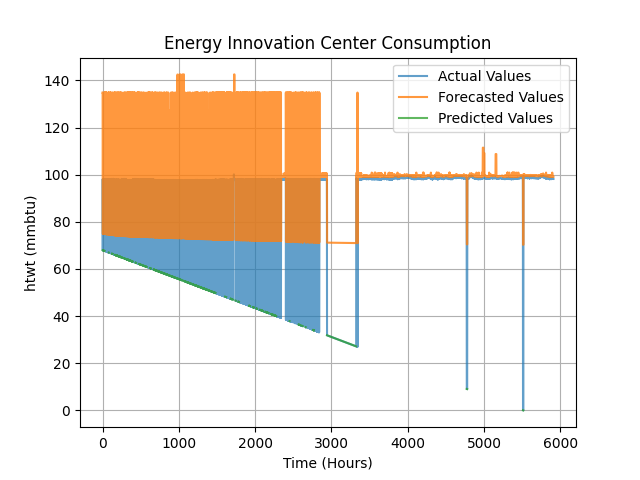 Energy Innovation Center Consumption
Actual Values
Forecasted Values
Predicted Values
htwt (mmbtu)
140
120
100
80
60
40
20
0
0 1000 2000 3000 4000 5000 6000
Time (Hours)